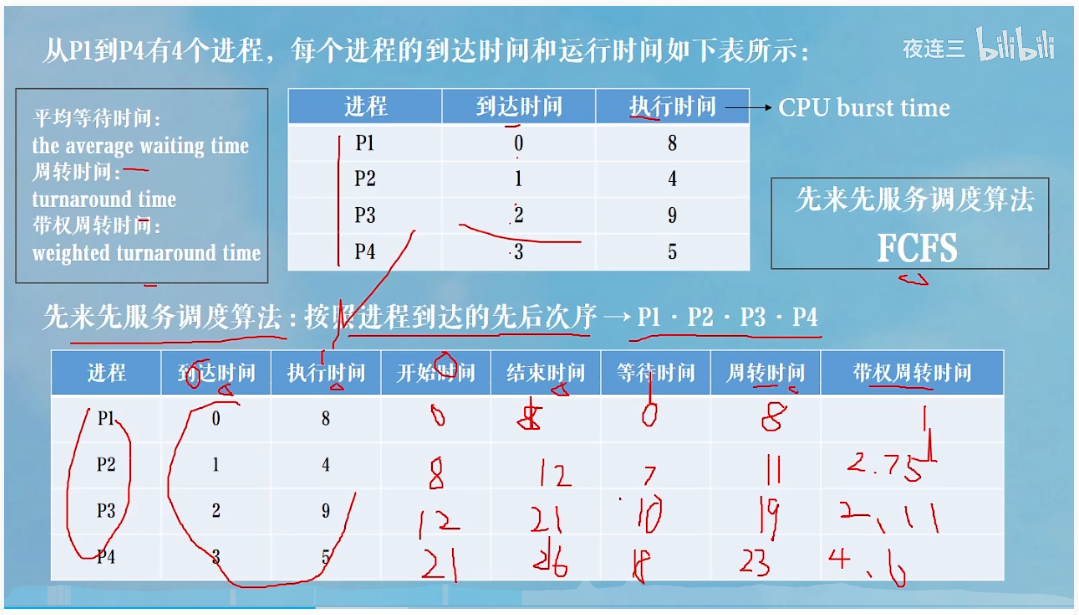 从P1到P4有4个进程，每个进程的到达时间和运行时间如下表所示：
夜连三 bilibili
平均等待时间：
the average waiting time
周转时间：
turnaround time
带权周转时间：
weighted turnaround time
进程 到达时间 执行时间 → CPU burst time
P1 0 8
P2 1 4
P3 2 9
P4 3 5
先来先服务调度算法
FCFS
先来先服务调度算法：按照进程到达的先后次序→P1·P2·P3·P4
进程 到达时间 执行时间 开始时间 结束时间 等待时间 周转时间 带权周转时间
P1 0 8 0 8 0 8 1
P2 1 4 8 12 7 11 2.75
P3 2 9 12 21 10 19 2.11
P4 3 5 21 26 18 23 4.6